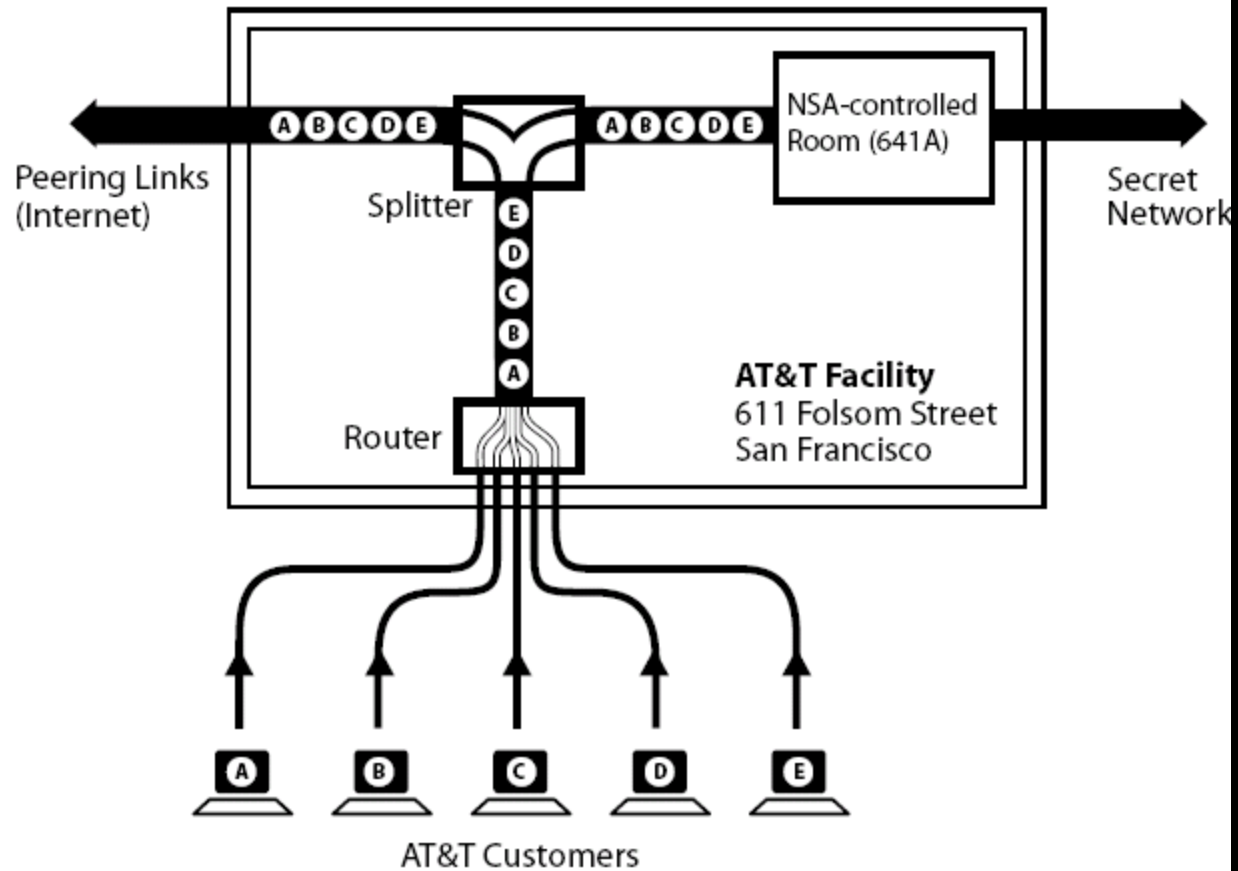 A B C D E
A B C D E
NSA-controlled
Room (641A)
Peering Links
(Internet)
Splitter
Secret
Network
E
D
C
B
A
AT&T Facility
611 Folsom Street
San Francisco
Router
A B C D E
AT&T Customers